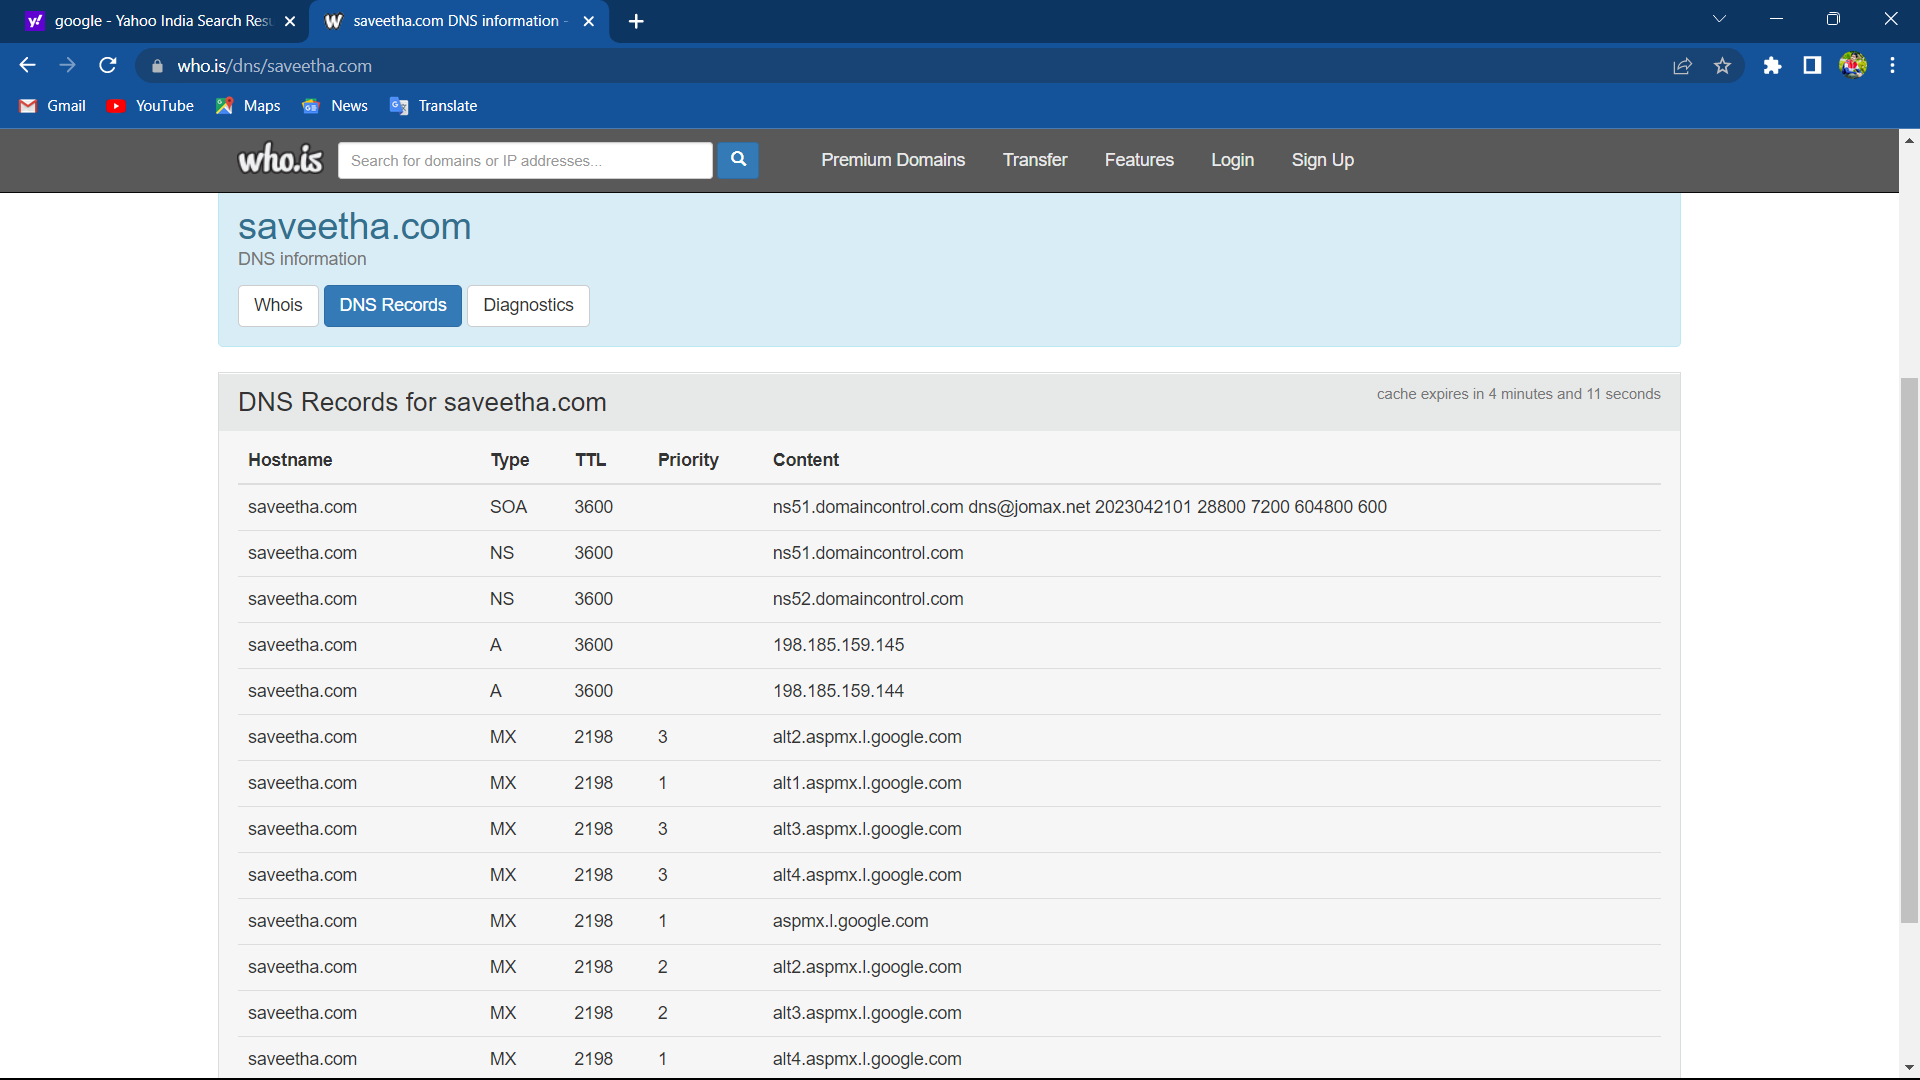 google - Yahoo India Search Resu
saveetha.com DNS information -
who.is/dns/saveetha.com
Gmail YouTube Maps News Translate
who.is Search for domains or IP addresses... Premium Domains Transfer Features Login Sign Up
saveetha.com
DNS information
Whois DNS Records Diagnostics
DNS Records for saveetha.com cache expires in 4 minutes and 11 seconds
Hostname Type TTL Priority Content
saveetha.com SOA 3600 ns51.domaincontrol.com dns@jomax.net 2023042101 28800 7200 604800 600
saveetha.com NS 3600 ns51.domaincontrol.com
saveetha.com NS 3600 ns52.domaincontrol.com
saveetha.com A 3600 198.185.159.145
saveetha.com A 3600 198.185.159.144
saveetha.com MX 2198 3 alt2.aspmx.l.google.com
saveetha.com MX 2198 1 alt1.aspmx.l.google.com
saveetha.com MX 2198 3 alt3.aspmx.l.google.com
saveetha.com MX 2198 3 alt4.aspmx.l.google.com
saveetha.com MX 2198 1 aspmx.l.google.com
saveetha.com MX 2198 2 alt2.aspmx.l.google.com
saveetha.com MX 2198 2 alt3.aspmx.l.google.com
saveetha.com MX 2198 1 alt4.aspmx.l.google.com